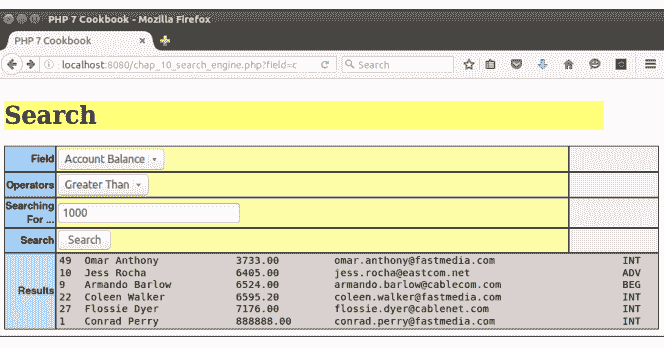 PHP 7 Cookbook - Mozilla Firefox
PHP 7 Cookbook
localhost:8080/chap_10_search_engine.php?field=c
Search
Search
Field Account Balance
Operators Greater Than
Searching For ... 1000
Search Search
Results
49 Omar Anthony 3733.00 omar.anthony@fastmedia.com INT
10 Jess Rocha 6405.00 jess.rocha@eastcom.net ADV
9 Armando Barlow 6524.00 armando.barlow@cablecom.com BEG
22 Coleen Walker 6595.20 coleen.walker@fastmedia.com INT
27 Flossie Dyer 7176.00 flossie.dyer@cablenet.com INT
1 Conrad Perry 888888.00 conrad.perry@fastmedia.com INT